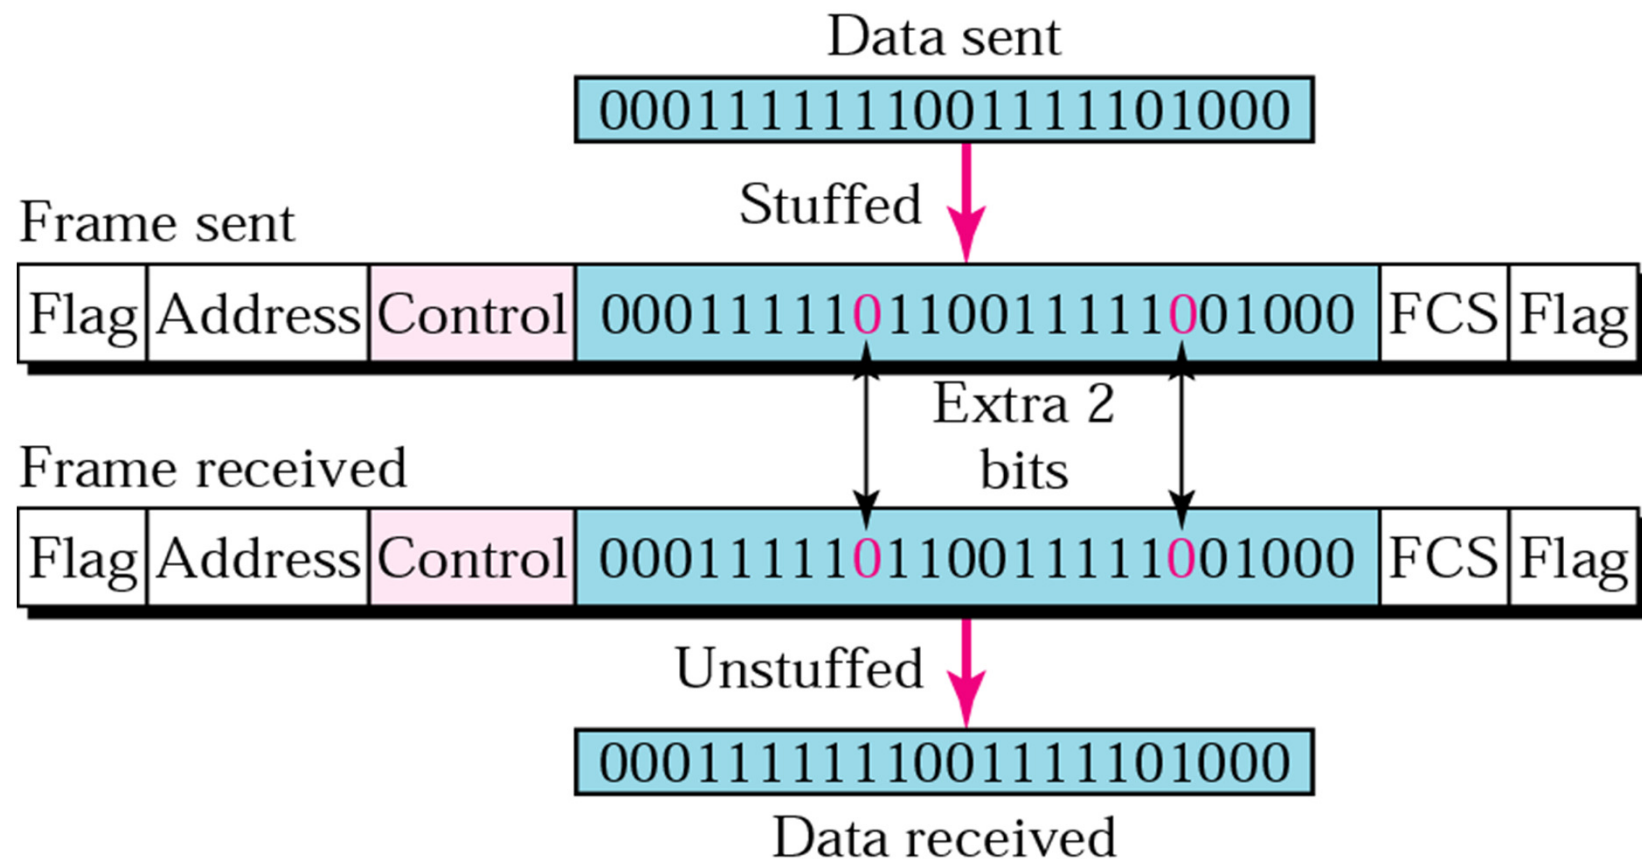 Data sent
0001111111001111101000
Stuffed
Frame sent
Flag Address Control 000111110110011111001000 FCS Flag
Extra 2
bits
Frame received
Flag Address Control 000111110110011111001000 FCS Flag
Unstuffed
0001111111001111101000
Data received